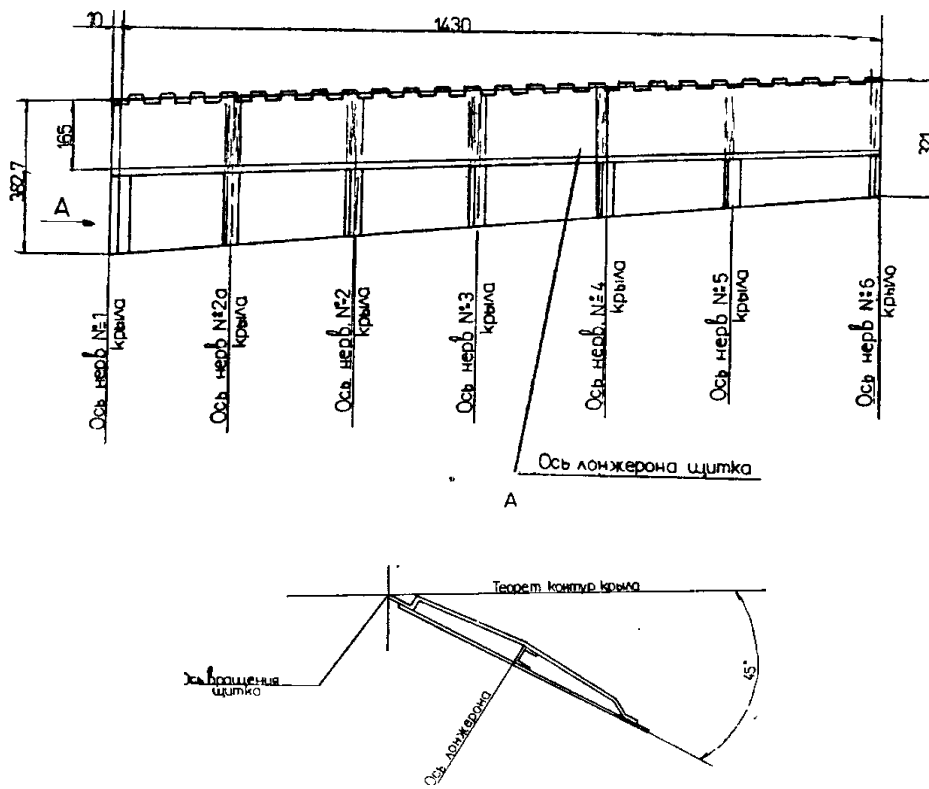 10
1430
382,7
165
221
А
Ось нерв №1
крыла
Ось нерв №2а
крыла
Ось нерв. №2
крыла
Ось нерв №3
крыла
Ось нерв. №4
крыла
Ось нерв №5
крыла
Ось нерв №6
крыло
Ось лонжерона щитка
А
Теорет контур крыла
Ось вращения
щитка
Ось лонжерона
45°